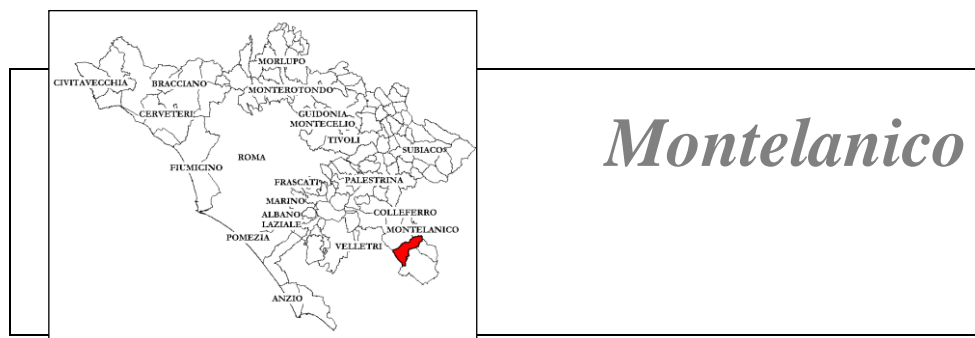 MORLUPO
CIVITAVECCHIA
BRACCIANO
MONTEROTONDO
CERVETERI
GUIDONIA
MONTECELIO
TIVOLI
SUBIACO
ROMA
FIUMICINO
FRASCATI
PALESTRINA
MARINO
ALBANO
LAZIALE
COLLEFERRO
MONTELANICO
POMEZIA
VELLETRI
ANZIO
Montelanico